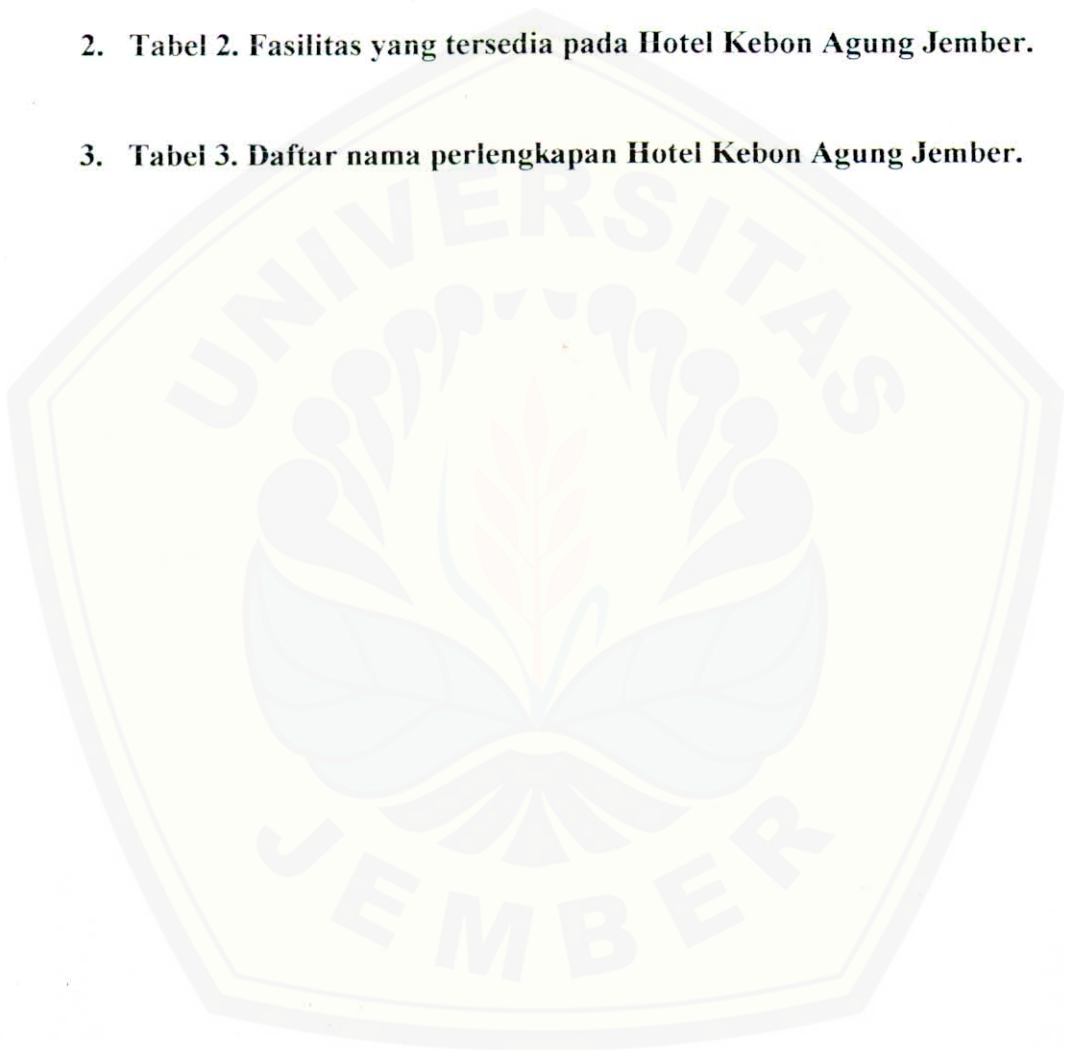 2. Tabel 2. Fasilitas yang tersedia pada Hotel Kebon Agung Jember.
3. Tabel 3. Daftar nama perlengkapan Hotel Kebon Agung Jember.
UNIVERSITAS
JEMBER